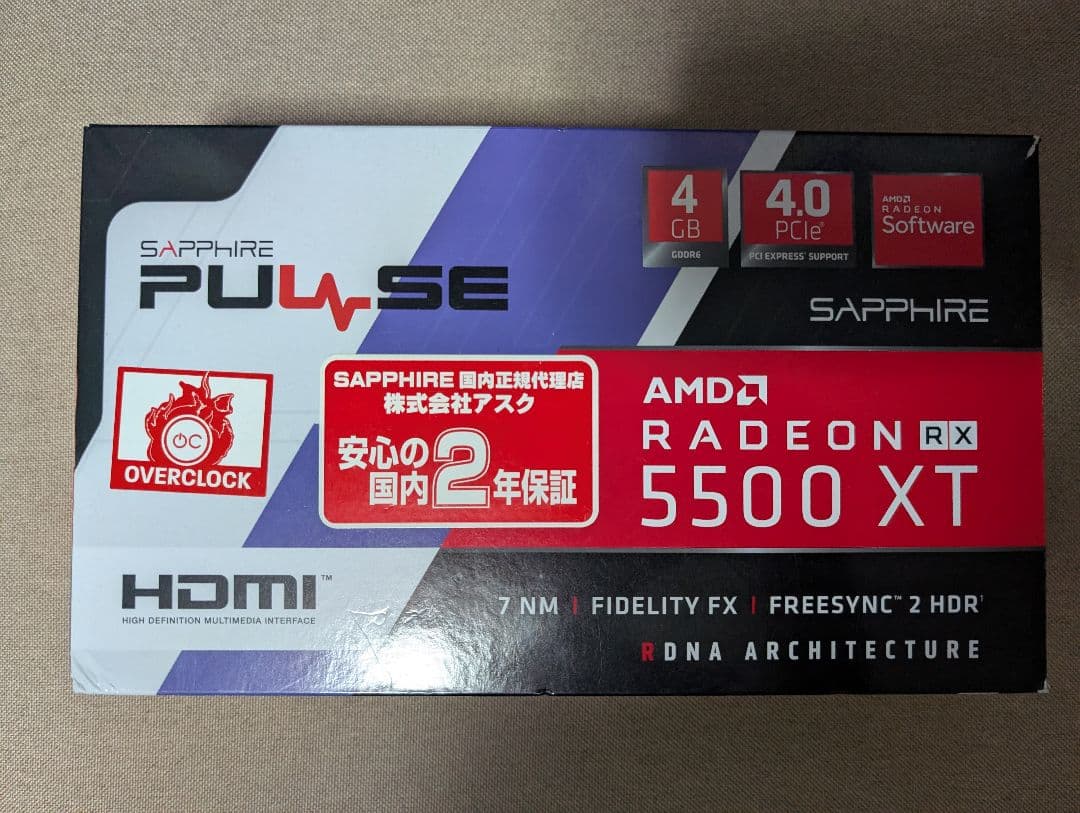 SAPPHIRE
PULSE
4
GB
GDDR6
4.0
PCIe®
PCI EXPRESS® SUPPORT
AMD
RADEON
Software
SAPPHIRE
OC
OVERCLOCK
SAPPHIRE 国内正規代理店
株式会社アスク
安心の
国内2年保証
AMD
RADEON RX
5500 XT
HDMI™
HIGH DEFINITION MULTIMEDIA INTERFACE
7 NM | FIDELITY FX | FREESYNC™ 2 HDR¹
RDNA ARCHITECTURE